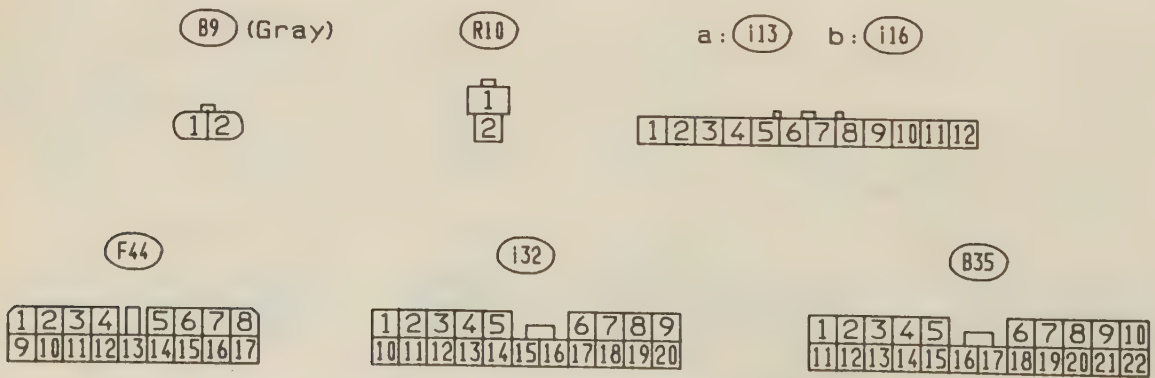 B9 (Gray) R10 a: i13 b: i16
1 2 1 2 1 2 3 4 5 6 7 8 9 10 11 12
F44 i32 B35
1 2 3 4 5 6 7 8 1 2 3 4 5 6 7 8 9 1 2 3 4 5 6 7 8 9 10
9 10 11 12 13 14 15 16 17 10 11 12 13 14 15 16 17 18 19 20 11 12 13 14 15 16 17 18 19 20 21 22